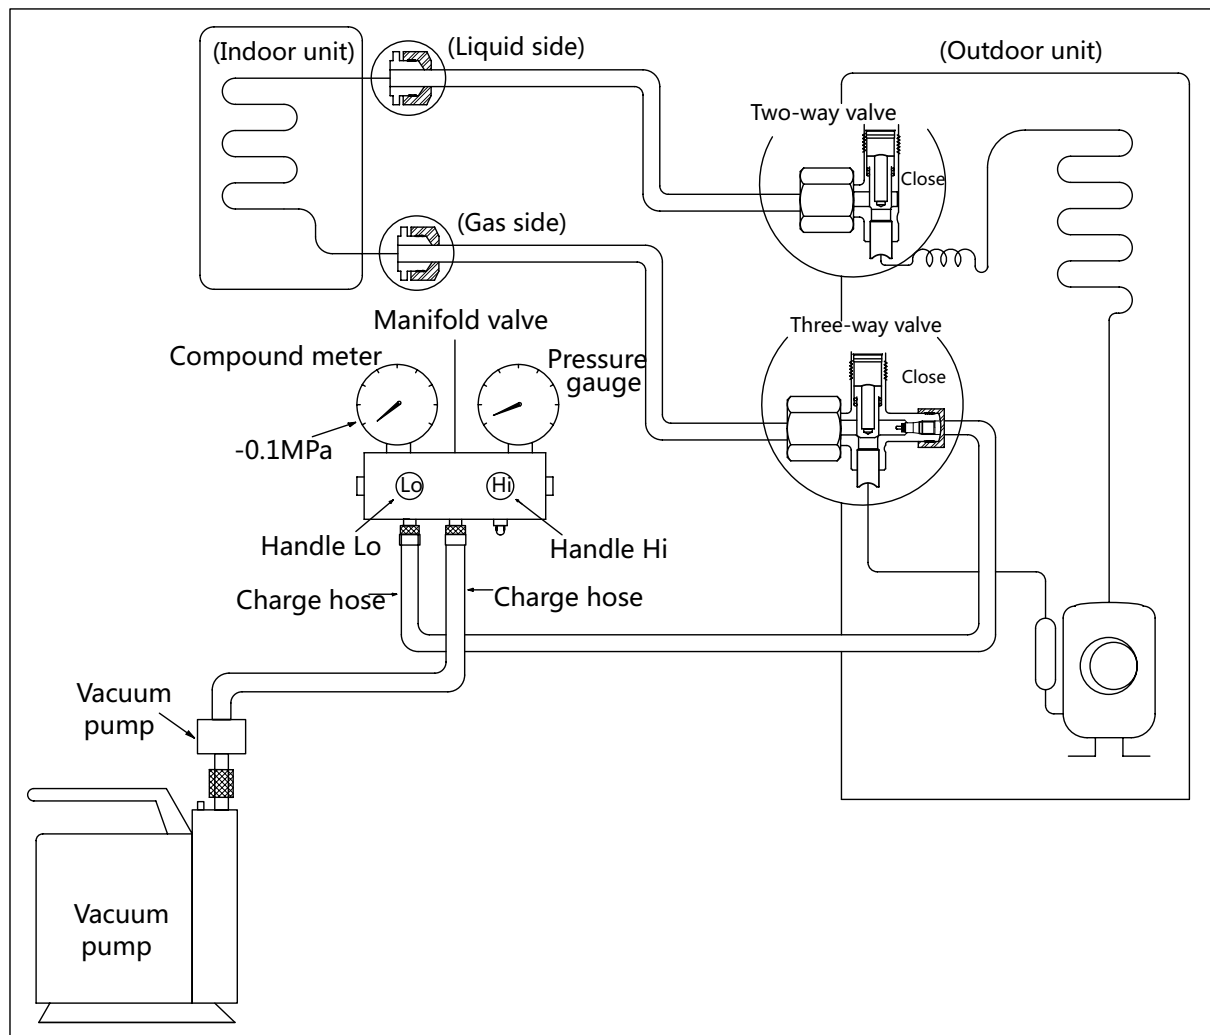 (Indoor unit)
(Liquid side)
(Outdoor unit)
Two-way valve
Close
(Gas side)
Manifold valve
Three-way valve
Compound meter
Pressure
gauge
Close
-0.1MPa
Lo
Hi
Handle Lo
Handle Hi
Charge hose
Charge hose
Vacuum
pump
Vacuum
pump